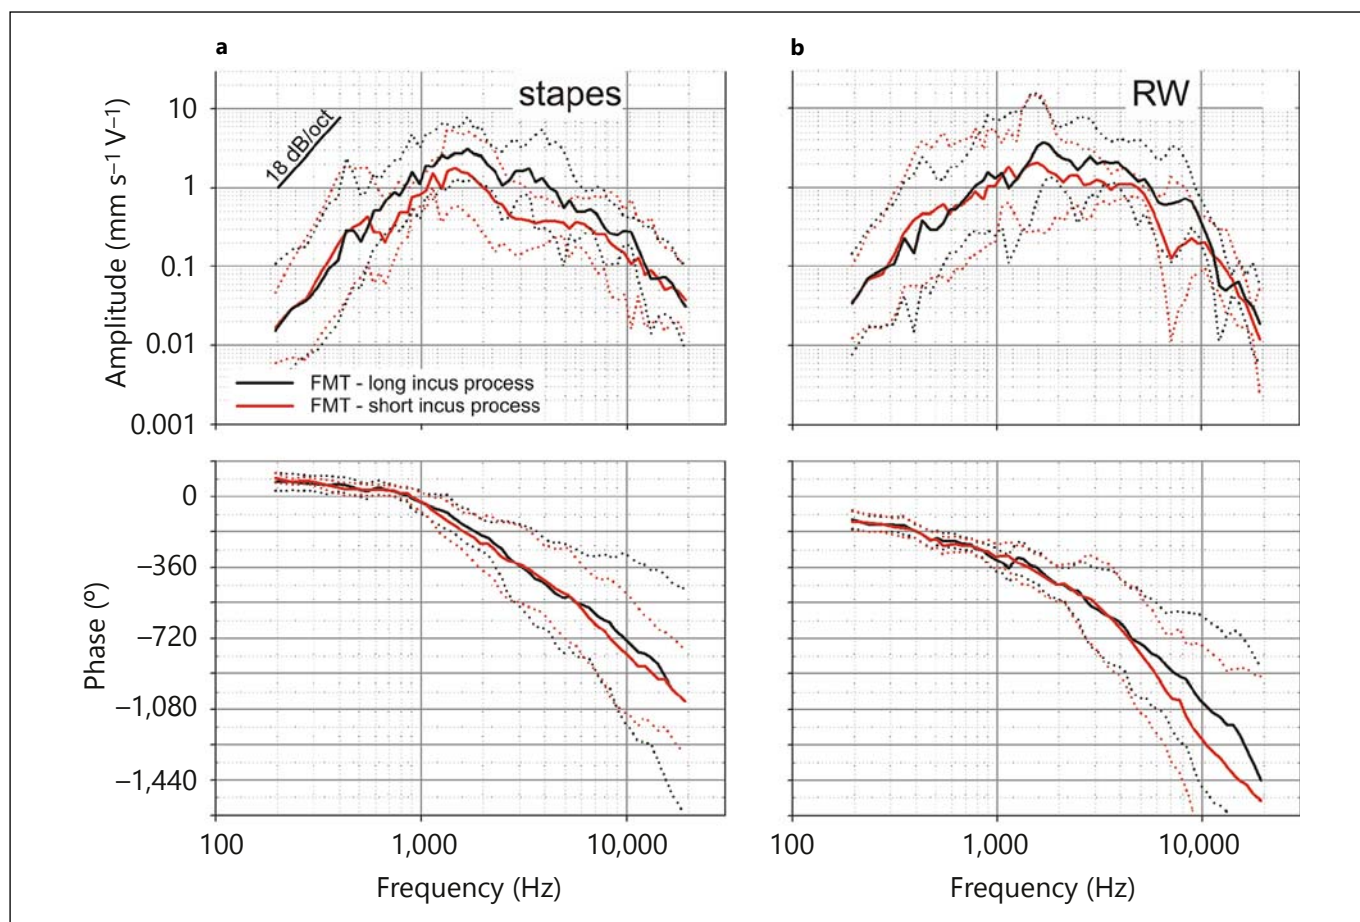 a
b
stapes
RW
18 dB/oct
Amplitude (mm s⁻¹ V⁻¹)
10
1
0.1
0.01
0.001
FMT - long incus process
FMT - short incus process
Phase (º)
0
–360
–720
–1,080
–1,440
100
1,000
10,000
100
1,000
10,000
Frequency (Hz)
Frequency (Hz)